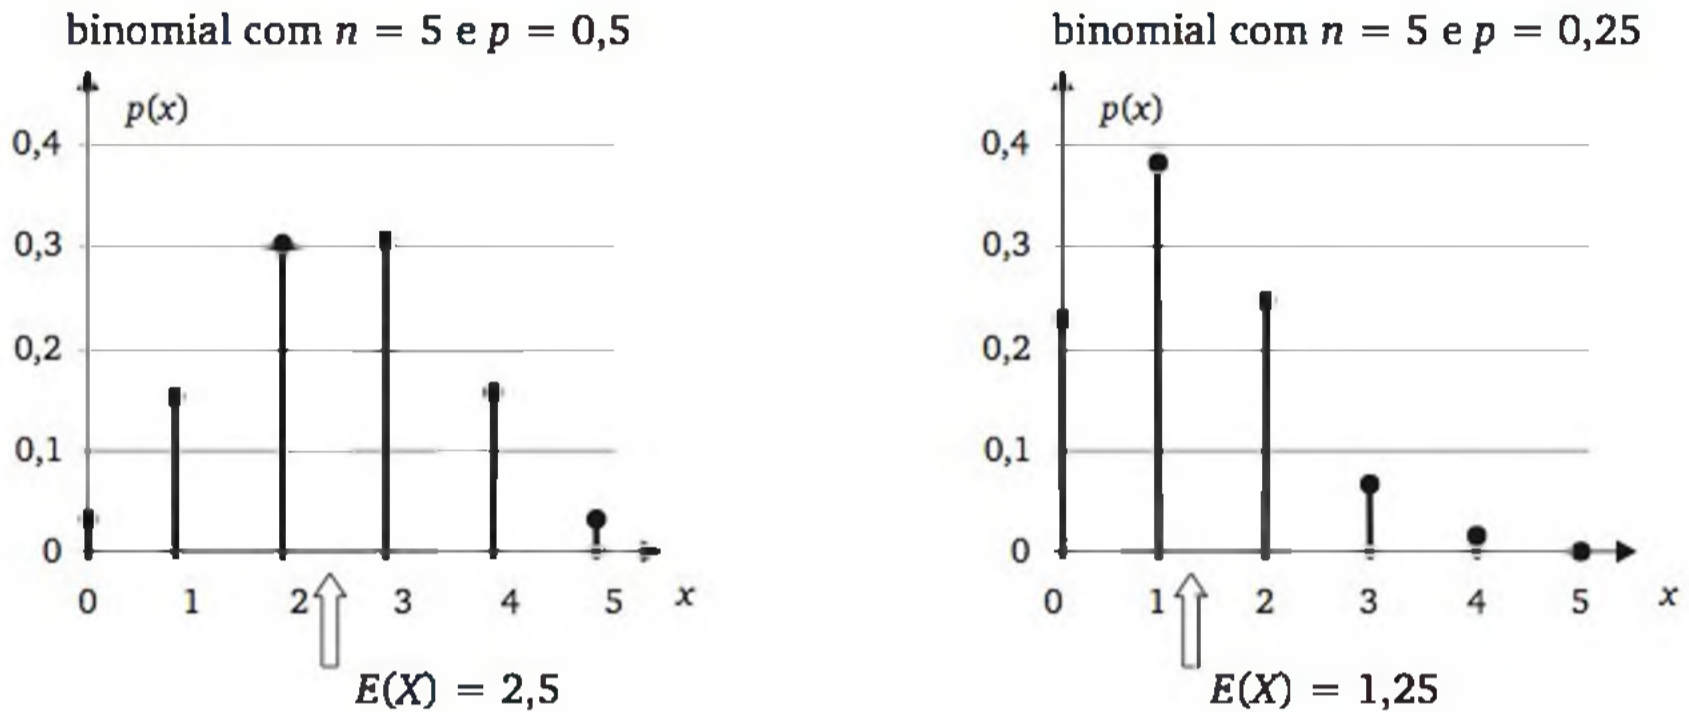 binomial com n = 5 e p = 0,5
p(x)
0,4
0,3
0,2
0,1
0
0 1 2 3 4 5 x
E(X) = 2,5
binomial com n = 5 e p = 0,25
p(x)
0,4
0,3
0,2
0,1
0
0 1 2 3 4 5 x
E(X) = 1,25